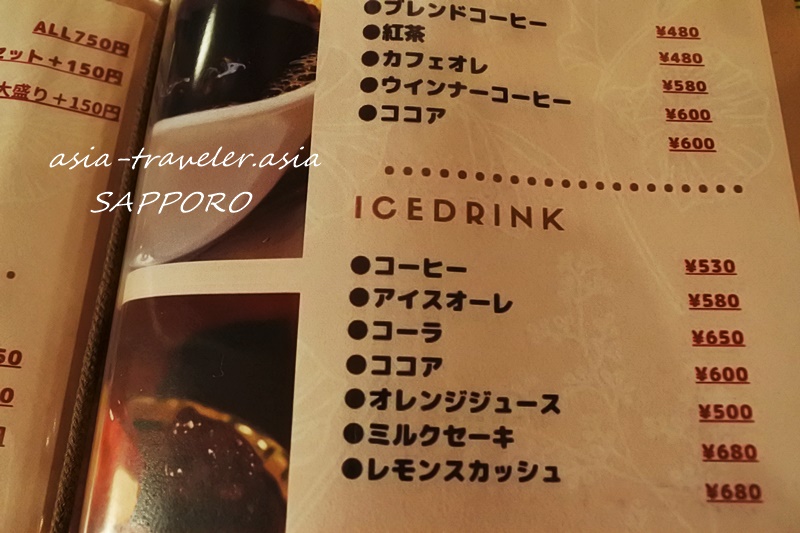 ALL750円
セット+150円
大盛り+150円
50
0
asia-traveler.asia
SAPPORO
●ブレンドコーヒー ¥480
●紅茶 ¥480
●カフェオレ ¥580
●ウインナーコーヒー ¥600
●ココア ¥600
ICEDRINK
●コーヒー ¥530
●アイスオーレ ¥580
●コーラ ¥650
●ココア ¥600
●オレンジジュース ¥500
●ミルクセーキ ¥680
●レモンスカッシュ ¥680